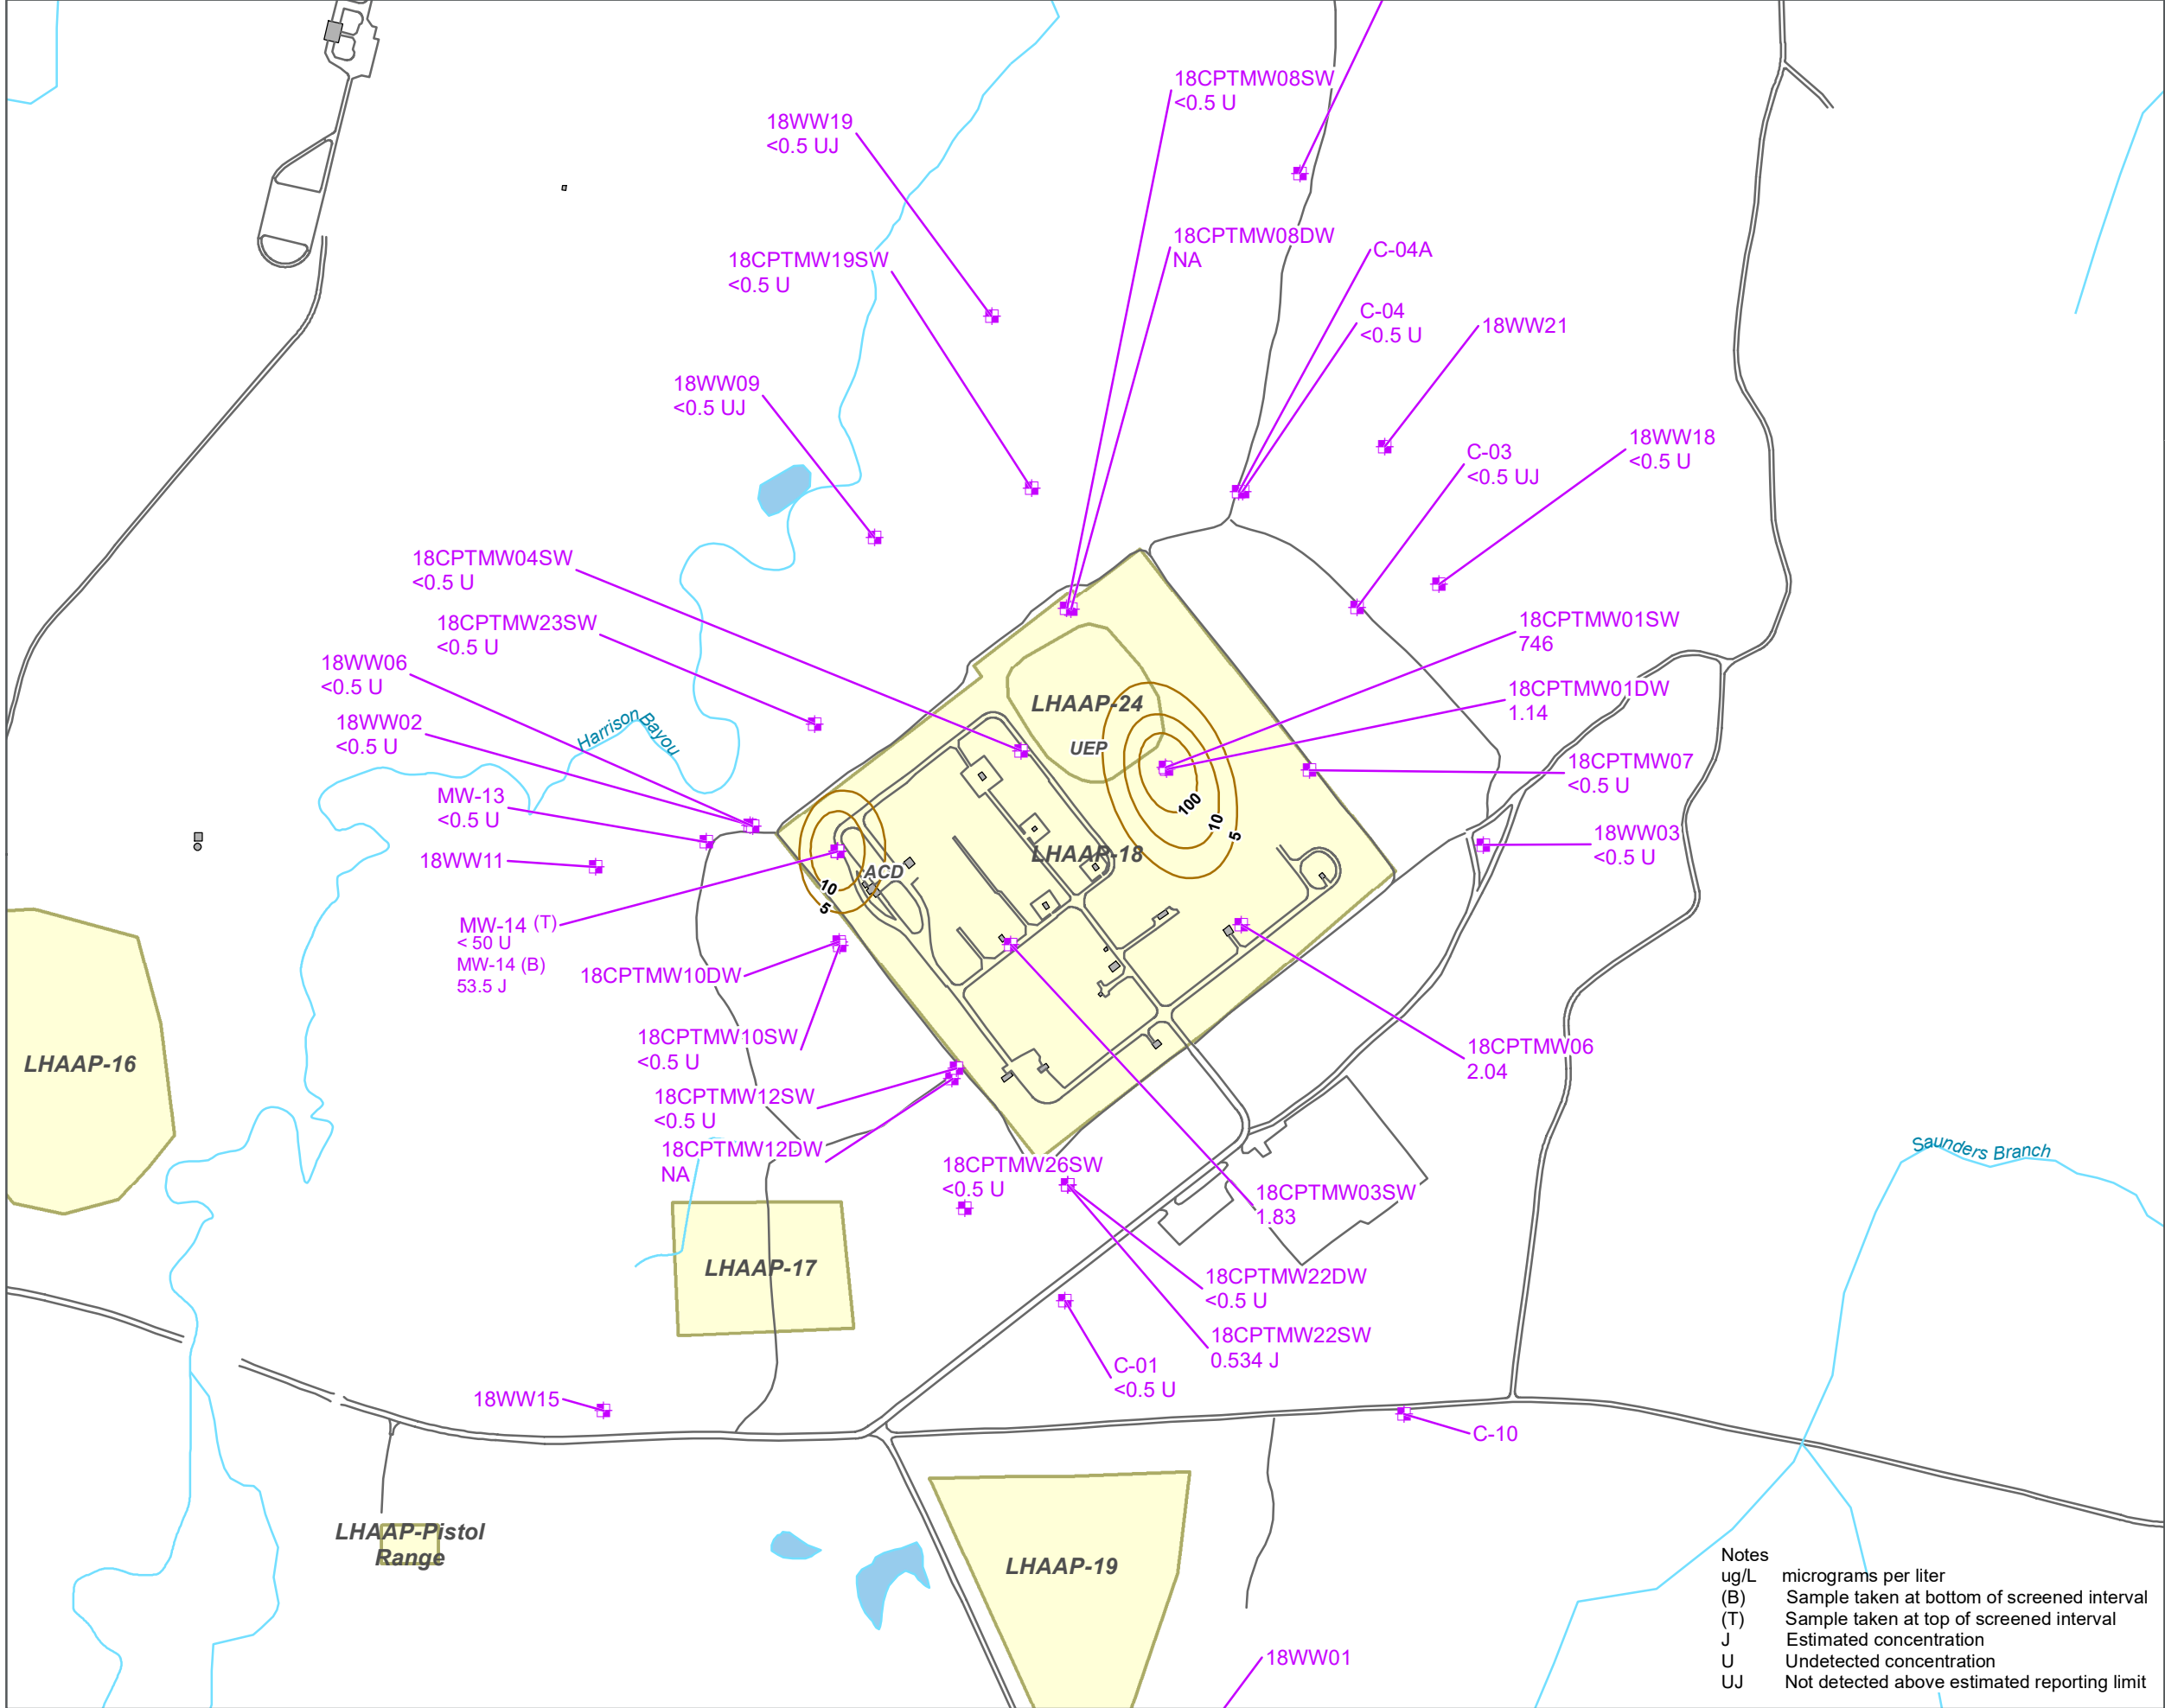 18CPTMW08SW
<0.5 U
18WW19
<0.5 UJ
18CPTMW08DW
NA
C-04A
18CPTMW19SW
<0.5 U
C-04
<0.5 U
18WW21
18WW09
<0.5 UJ
18WW18
<0.5 U
C-03
<0.5 UJ
18CPTMW04SW
<0.5 U
18CPTMW23SW
<0.5 U
18CPTMW01SW
746
18WW06
<0.5 U
18CPTMW01DW
1.14
LHAAP-24
UEP
18WW02
<0.5 U
Harrison Bayou
18CPTMW07
<0.5 U
MW-13
<0.5 U
100
10
5
18WW03
<0.5 U
LHAAP-18
18WW11
ACD
10
5
MW-14 (T)
< 50 U
MW-14 (B)
53.5 J
18CPTMW10DW
18CPTMW10SW
<0.5 U
18CPTMW06
2.04
LHAAP-16
18CPTMW12SW
<0.5 U
18CPTMW12DW
NA
Saunders Branch
18CPTMW26SW
<0.5 U
18CPTMW03SW
1.83
LHAAP-17
18CPTMW22DW
<0.5 U
18CPTMW22SW
0.534 J
C-01
<0.5 U
18WW15
C-10
LHAAP-Pistol
Range
LHAAP-19
18WW01
Notes
ug/L micrograms per liter
(B) Sample taken at bottom of screened interval
(T) Sample taken at top of screened interval
J Estimated concentration
U Undetected concentration
UJ Not detected above estimated reporting limit